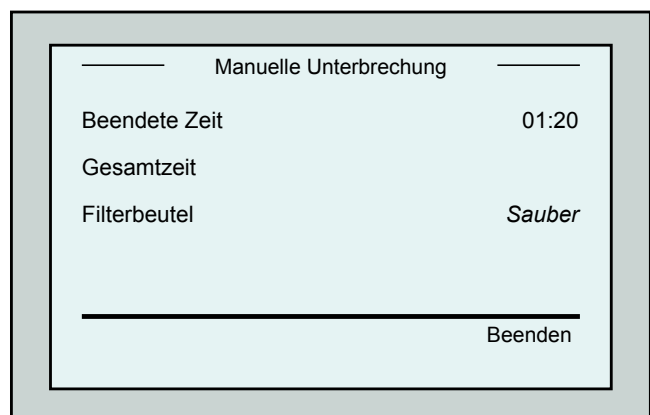 Manuelle Unterbrechung
Beendete Zeit 01:20
Gesamtzeit
Filterbeutel Sauber
Beenden